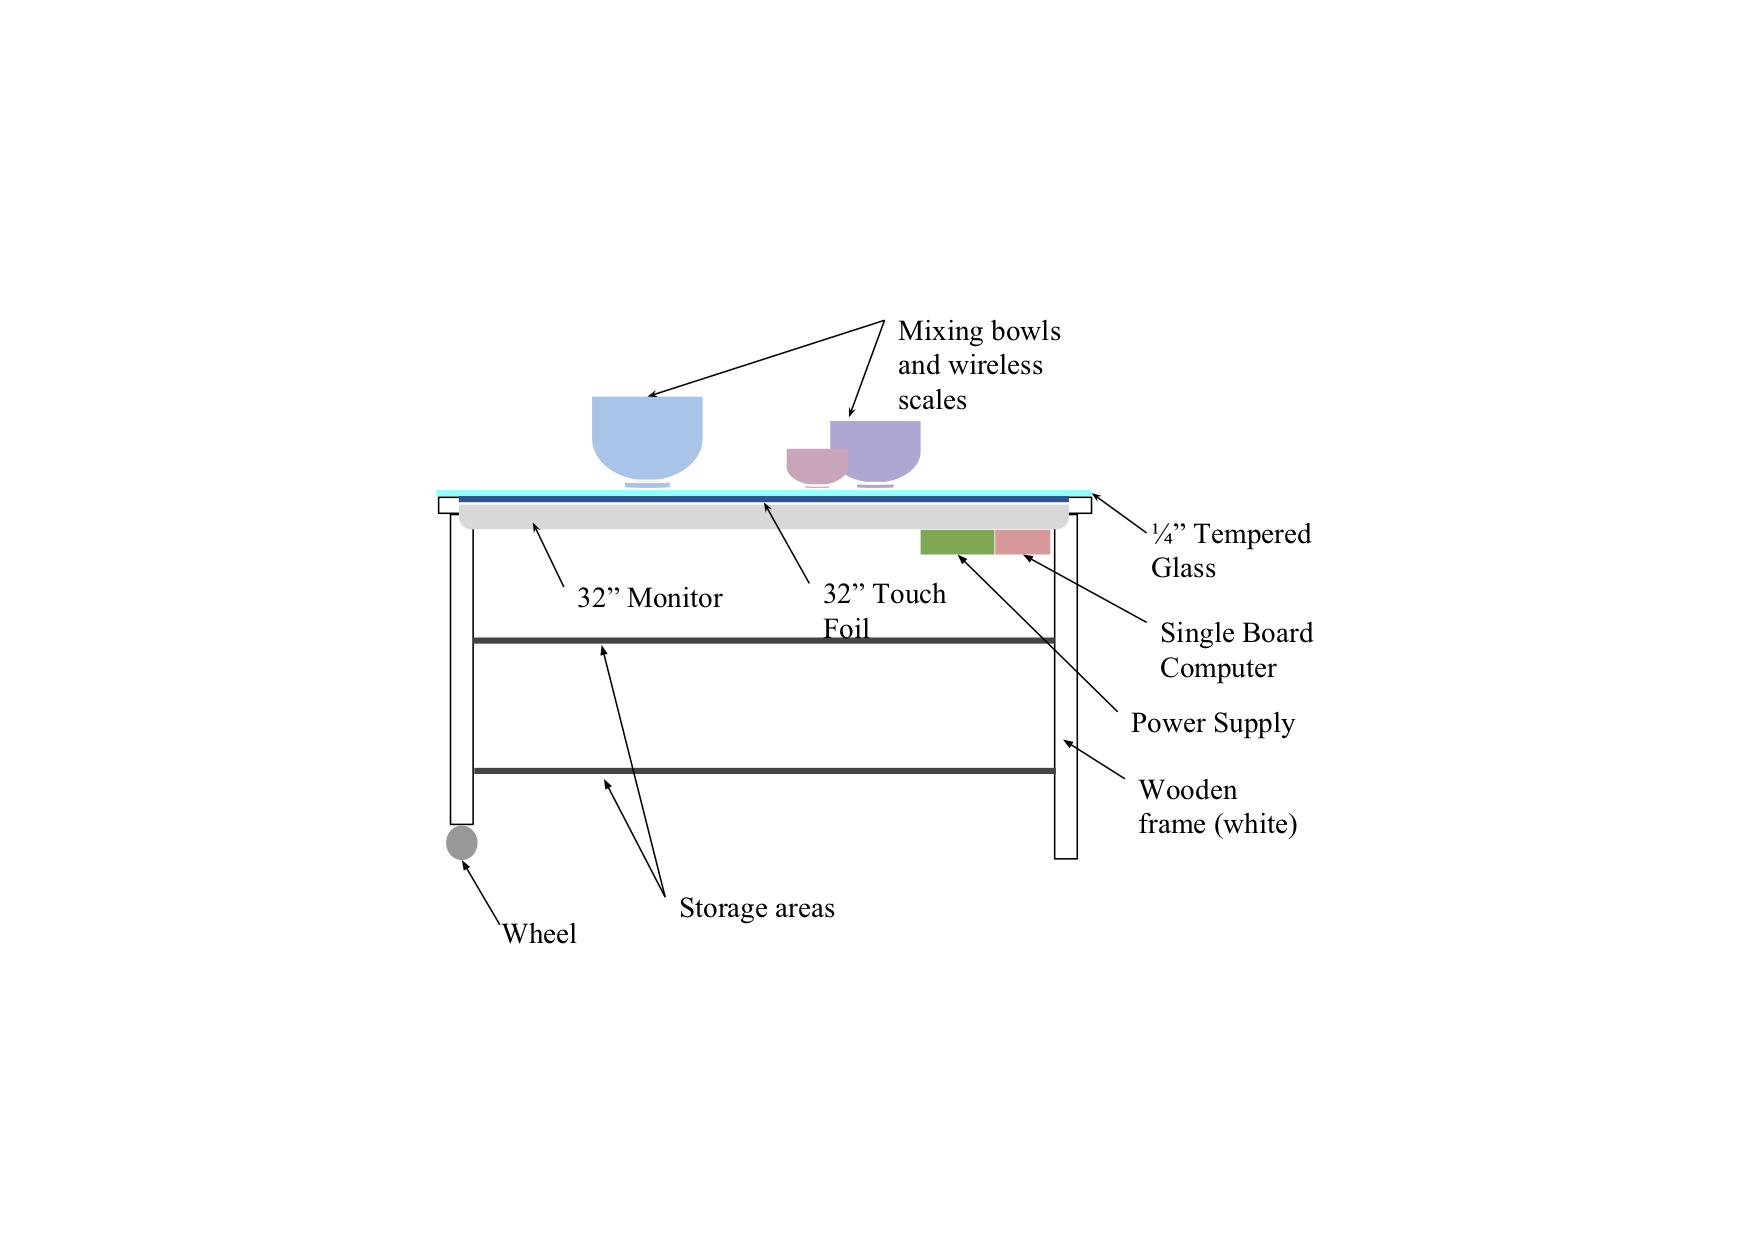 Mixing bowls
and wireless
scales
¼” Tempered
Glass
32” Monitor
32” Touch
Foil
Single Board
Computer
Power Supply
Wooden
frame (white)
Storage areas
Wheel